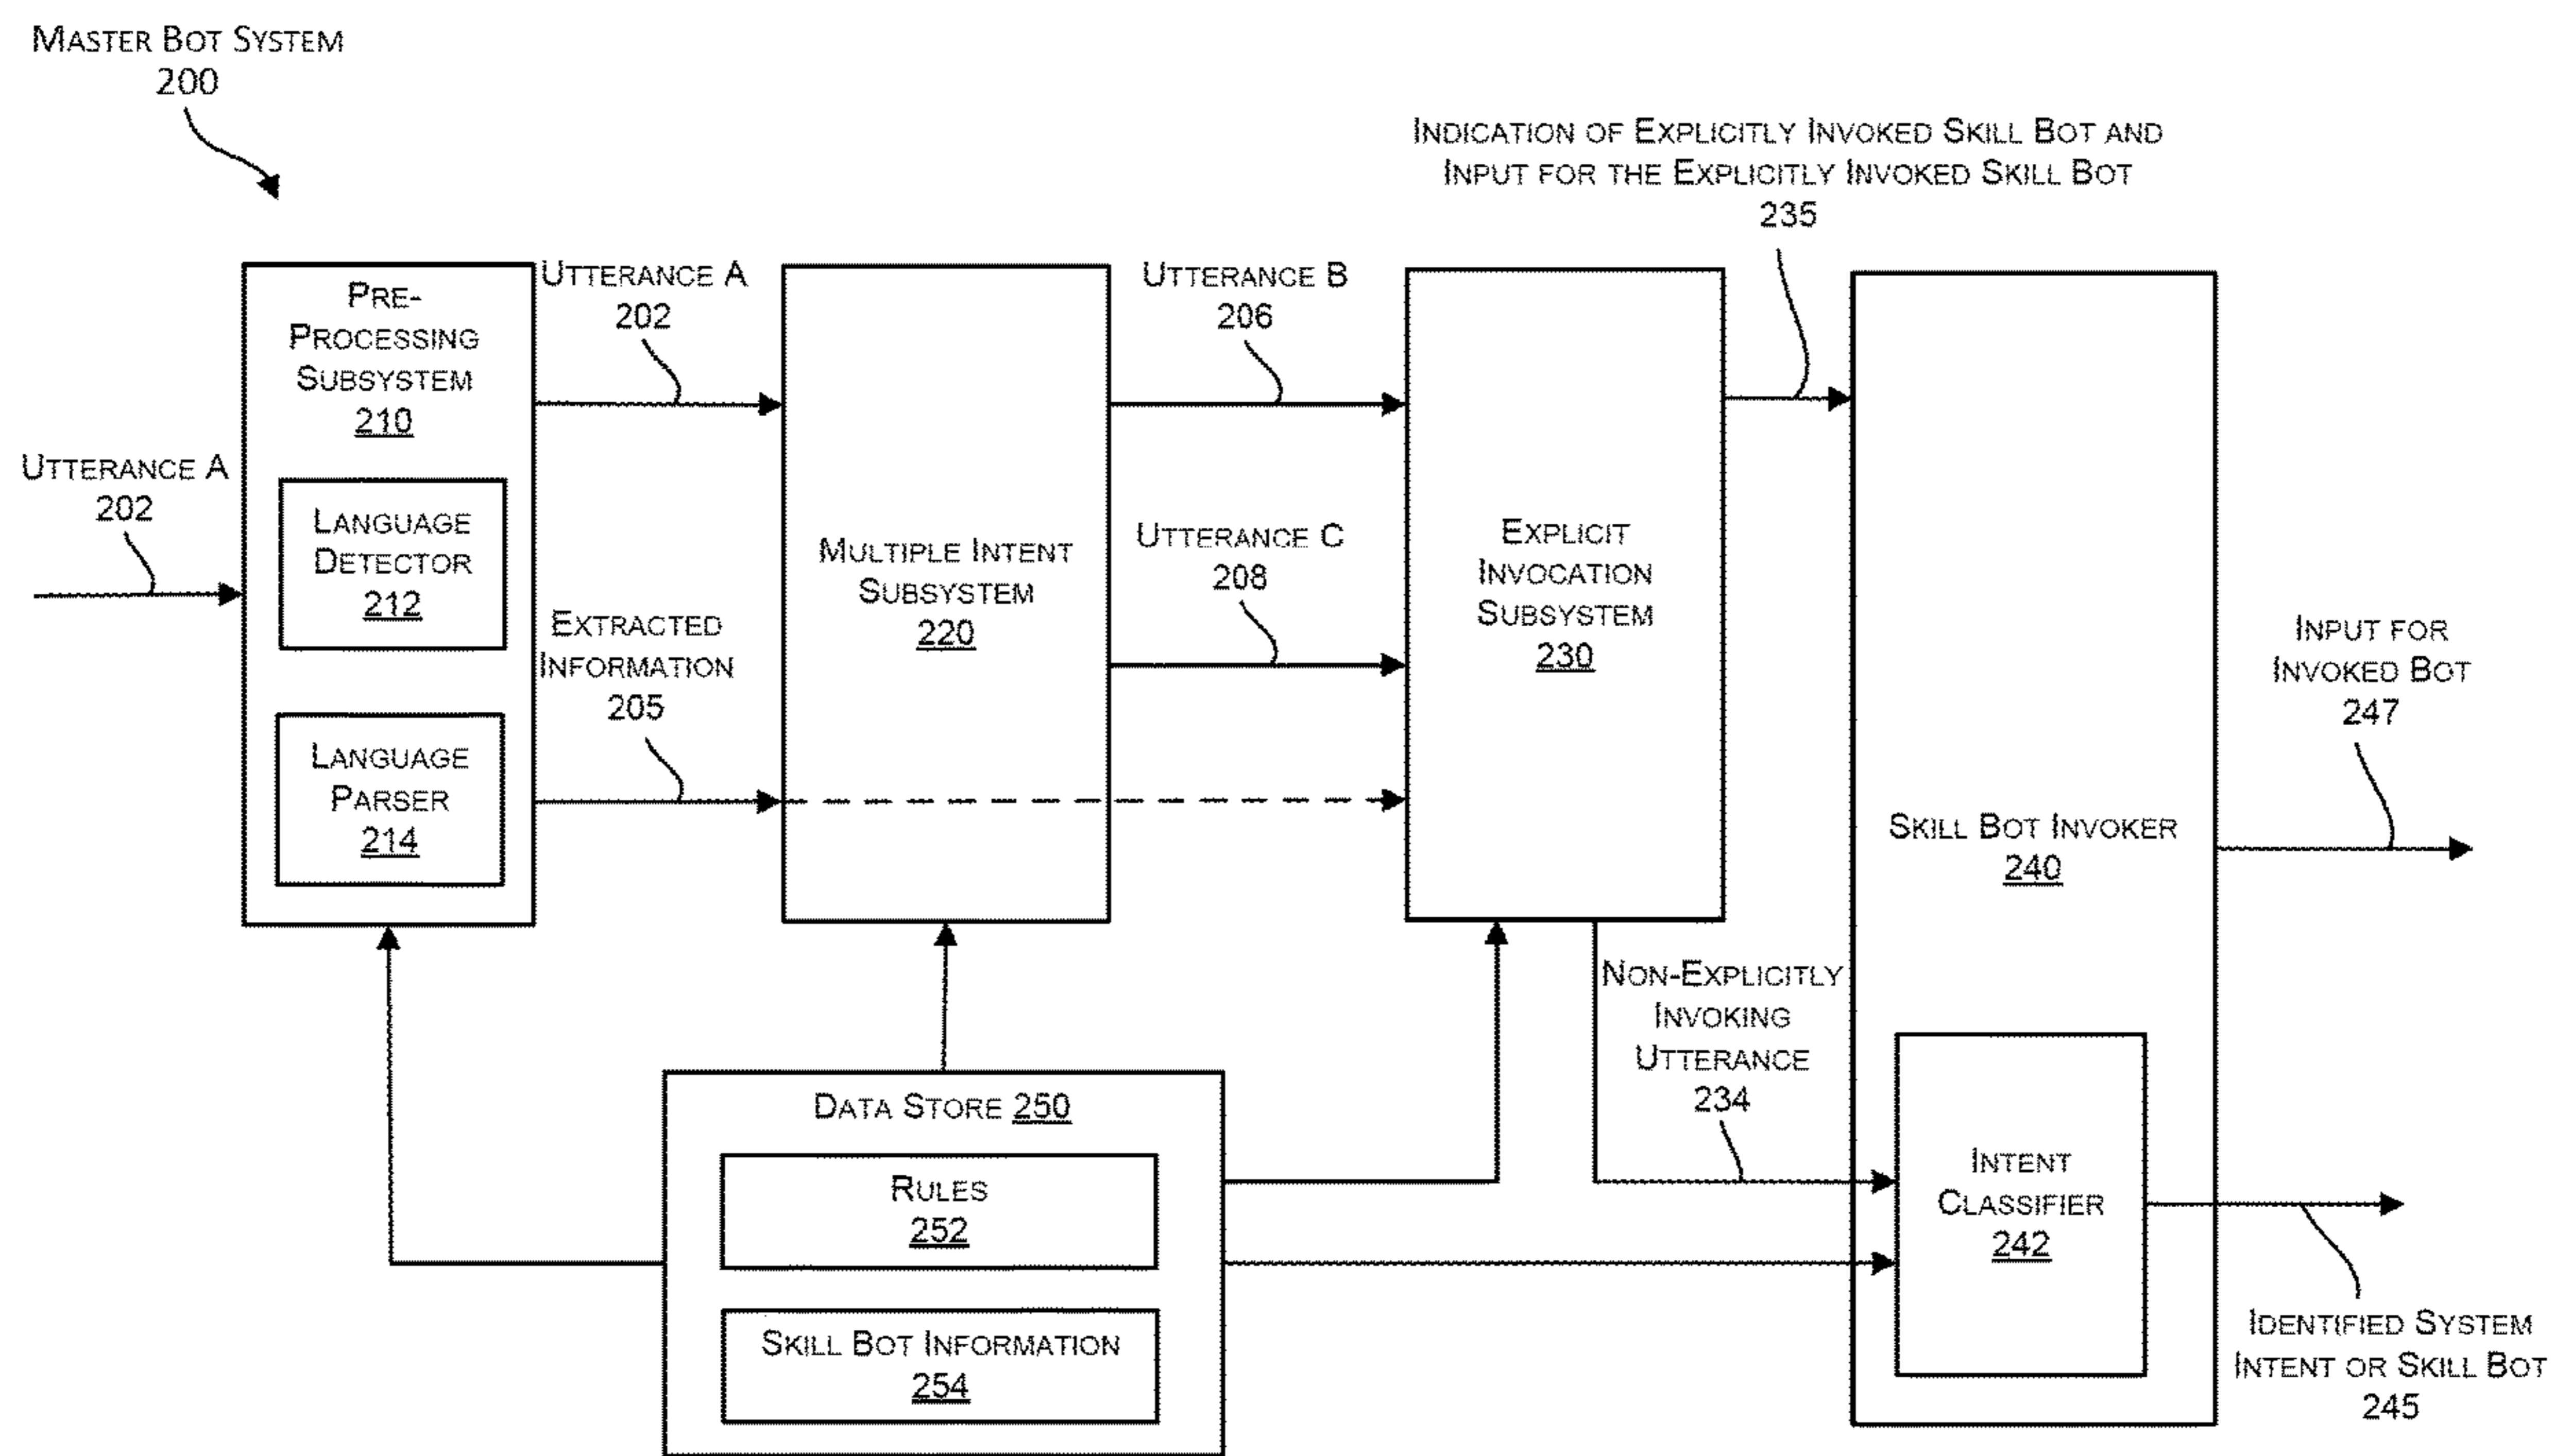 Master Bot System
200
Indication of Explicitly Invoked Skill Bot and
Input for the Explicitly Invoked Skill Bot
235
Utterance A
202
Pre-
Processing
Subsystem
210
Language
Detector
212
Language
Parser
214
Utterance A
202
Extracted
Information
205
Multiple Intent
Subsystem
220
Utterance B
206
Utterance C
208
Explicit
Invocation
Subsystem
230
Non-Explicitly
Invoking
Utterance
234
Skill Bot Invoker
240
Intent
Classifier
242
Input for
Invoked Bot
247
Identified System
Intent or Skill Bot
245
Data Store 250
Rules
252
Skill Bot Information
254